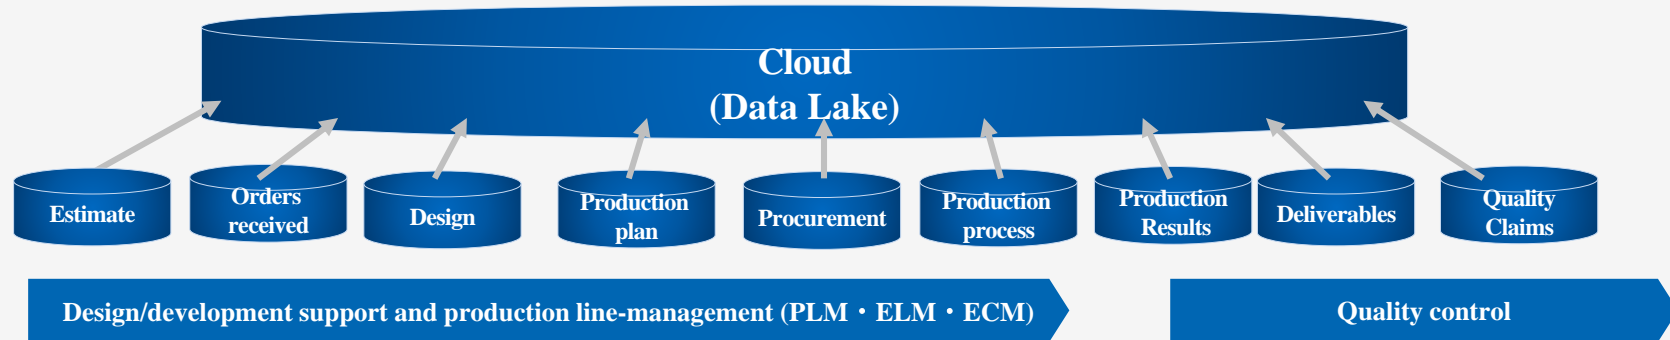 Cloud
(Data Lake)
Estimate
Orders
received
Design
Production
plan
Procurement
Production
process
Production
Results
Deliverables
Quality
Claims
Design/development support and production line-management (PLM・ELM・ECM)
Quality control